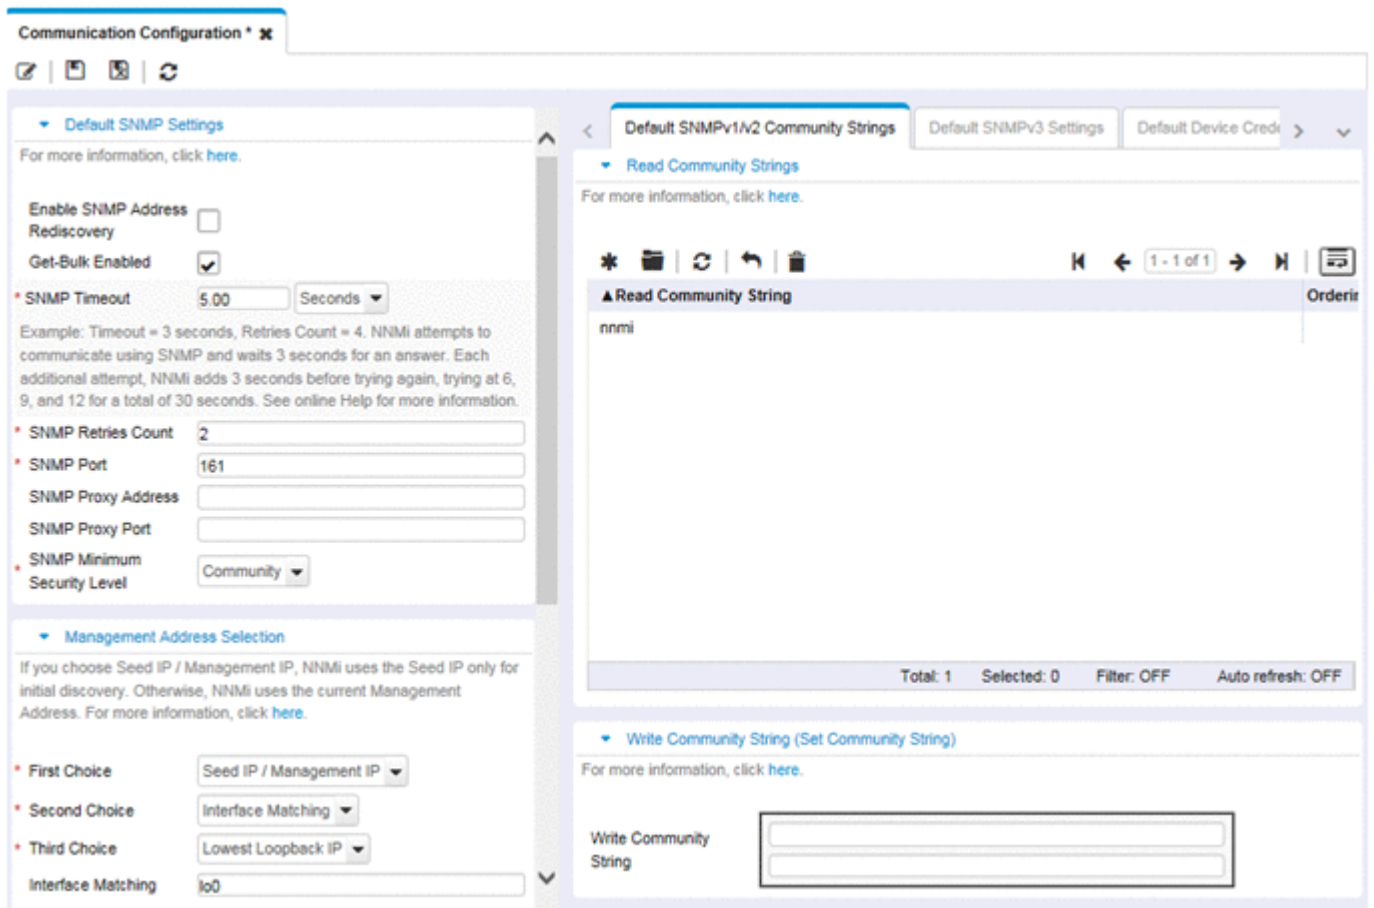 Communication Configuration * ✖
Default SNMP Settings
For more information, click here.
Enable SNMP Address
Rediscovery
Get-Bulk Enabled
* SNMP Timeout 5.00 Seconds
Example: Timeout = 3 seconds, Retries Count = 4. NNMi attempts to
communicate using SNMP and waits 3 seconds for an answer. Each
additional attempt, NNMi adds 3 seconds before trying again, trying at 6,
9, and 12 for a total of 30 seconds. See online Help for more information.
* SNMP Retries Count 2
* SNMP Port 161
SNMP Proxy Address
SNMP Proxy Port
* SNMP Minimum
Security Level
Community
Management Address Selection
If you choose Seed IP / Management IP, NNMi uses the Seed IP only for
initial discovery. Otherwise, NNMi uses the current Management
Address. For more information, click here.
* First Choice Seed IP / Management IP
* Second Choice Interface Matching
* Third Choice Lowest Loopback IP
Interface Matching lo0
Default SNMPv1/v2 Community Strings Default SNMPv3 Settings Default Device Crede
Read Community Strings
For more information, click here.
1 - 1 of 1
▲Read Community String Orderin
nnmi
Total: 1 Selected: 0 Filter: OFF Auto refresh: OFF
Write Community String (Set Community String)
For more information, click here.
Write Community
String